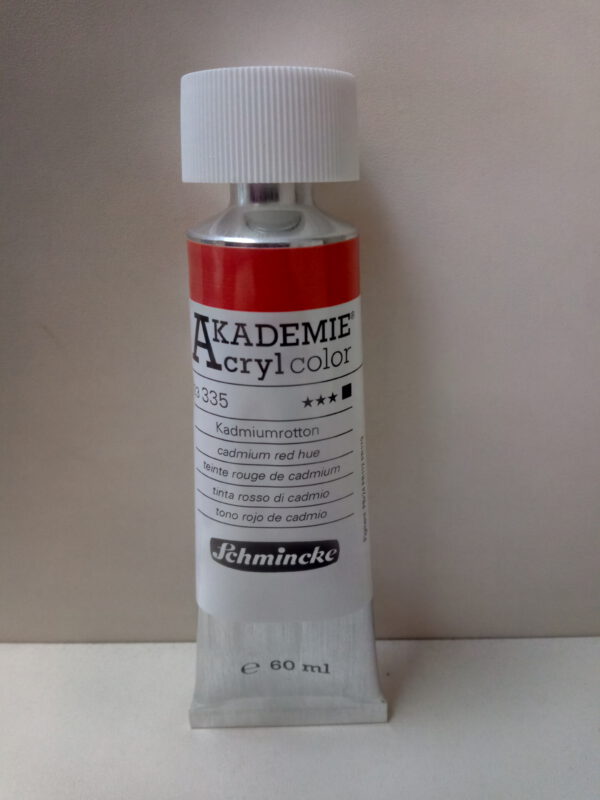 AKADEMIE®
Acryl color
335
★★★■
Kadmiumrotton
cadmium red hue
teinte rouge de cadmium
tinta rosso di cadmio
tono rojo de cadmio
Schmincke
℮ 60 ml